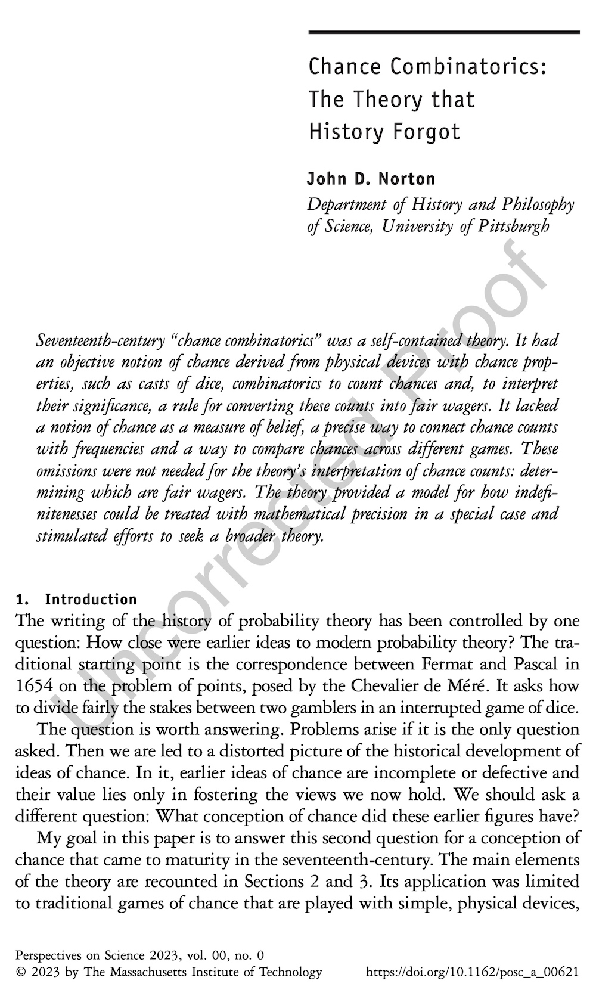 Chance Combinatorics:
The Theory that
History Forgot
John D. Norton
Department of History and Philosophy
of Science, University of Pittsburgh
Uncorrected Proof
Seventeenth-century “chance combinatorics” was a self-contained theory. It had
an objective notion of chance derived from physical devices with chance prop-
erties, such as casts of dice, combinatorics to count chances and, to interpret
their significance, a rule for converting these counts into fair wagers. It lacked
a notion of chance as a measure of belief, a precise way to connect chance counts
with frequencies and a way to compare chances across different games. These
omissions were not needed for the theory’s interpretation of chance counts: deter-
mining which are fair wagers. The theory provided a model for how indefi-
nitenesses could be treated with mathematical precision in a special case and
stimulated efforts to seek a broader theory.
1. Introduction
The writing of the history of probability theory has been controlled by one
question: How close were earlier ideas to modern probability theory? The tra-
ditional starting point is the correspondence between Fermat and Pascal in
1654 on the problem of points, posed by the Chevalier de Méré. It asks how
to divide fairly the stakes between two gamblers in an interrupted game of dice.
The question is worth answering. Problems arise if it is the only question
asked. Then we are led to a distorted picture of the historical development of
ideas of chance. In it, earlier ideas of chance are incomplete or defective and
their value lies only in fostering the views we now hold. We should ask a
different question: What conception of chance did these earlier figures have?
My goal in this paper is to answer this second question for a conception of
chance that came to maturity in the seventeenth-century. The main elements
of the theory are recounted in Sections 2 and 3. Its application was limited
to traditional games of chance that are played with simple, physical devices,
Perspectives on Science 2023, vol. 00, no. 0
© 2023 by The Massachusetts Institute of Technology https://doi.org/10.1162/posc_a_00621